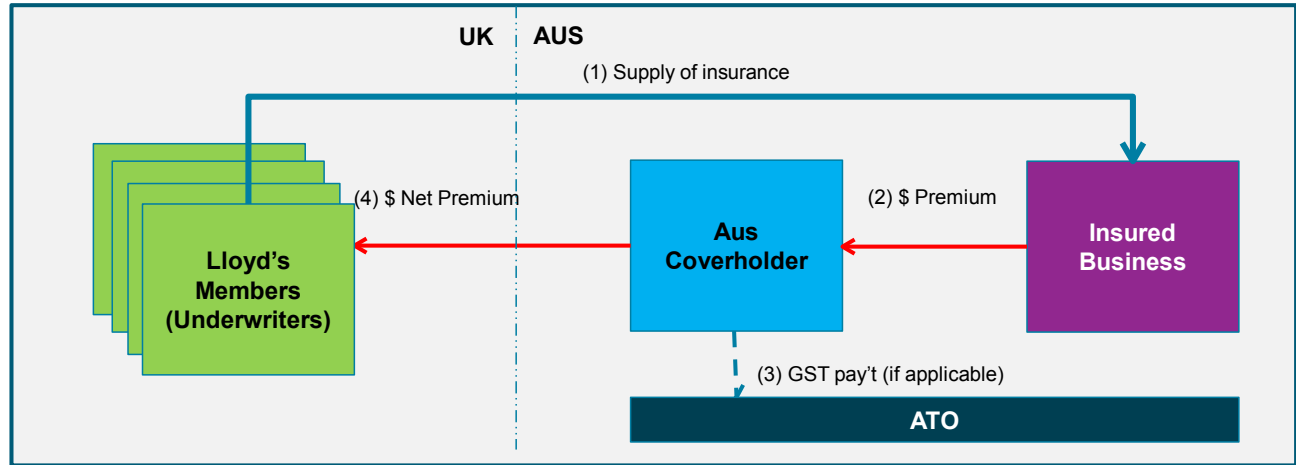 UK
AUS
(1) Supply of insurance
(4) $ Net Premium
(2) $ Premium
Lloyd’s
Members
(Underwriters)
Aus
Coverholder
Insured
Business
(3) GST pay’t (if applicable)
ATO